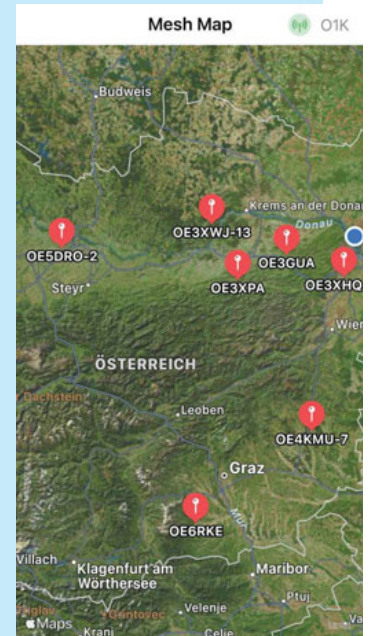 Mesh Map
O1K
Budweis
Krems an der Donau
OE3XWJ-13
Donau
OE5DRO-2
OE3GUA
OE3XPA
OE3XHQ
Steyr
Wien
ÖSTERREICH
Dachstein
Leoben
OE4KMU-7
Graz
OE6RKE
Mur
Villach
Klagenfurt am
Wörthersee
Maribor
Ptuj
Maps
Velenje
Kranj
Celje